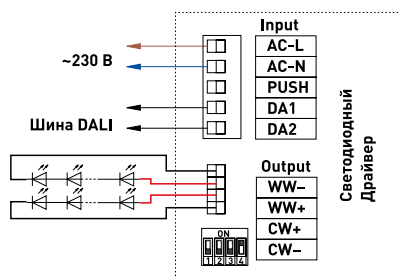 Input
AC-L
~230 В
AC-N
PUSH
DA1
Шина DALI
DA2
Светодиодный
Драйвер
Output
WW-
WW+
CW+
CW-
ON
1 2 3 4